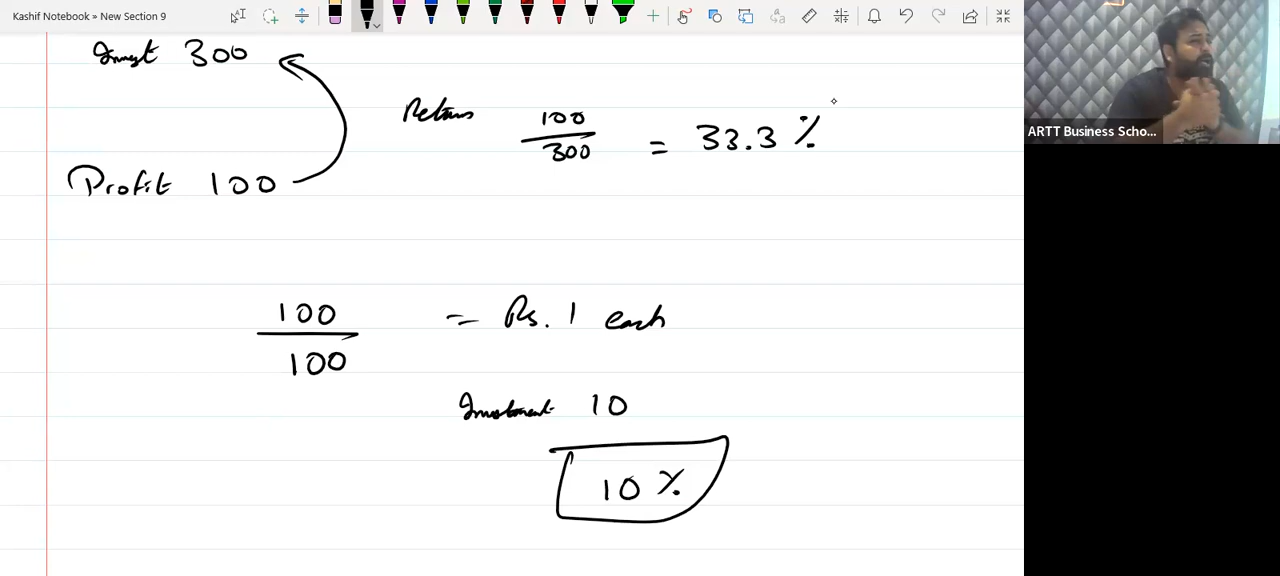 Kashif Notebook » New Section 9
Invest 300
Return 100/300 = 33.3 %
ARTT Business Scho...
Profit 100
100/100 = Rs. 1 each
Investment 10
10 %